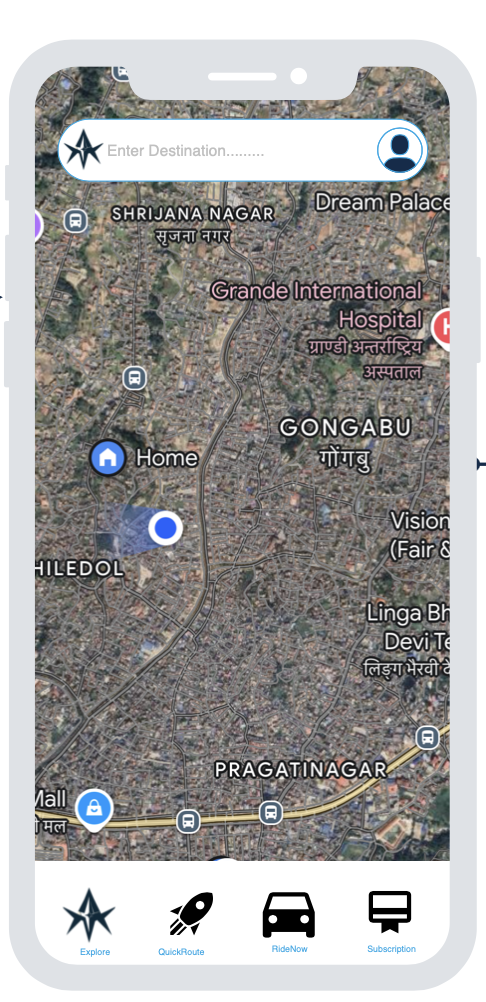 Enter Destination.........
Dream Palace
SHRIJANA NAGAR
सृजना नगर
Grande International
Hospital
ग्राण्डी अन्तर्राष्ट्रिय
अस्पताल
H
GONGABU
गोंगबु
Home
Vision
(Fair &
HILEDOL
Linga Bh
Devi Te
लिङ्ग भैरवी दे
PRAGATINAGAR
Mall
मल
Explore
QuickRoute
RideNow
Subscription